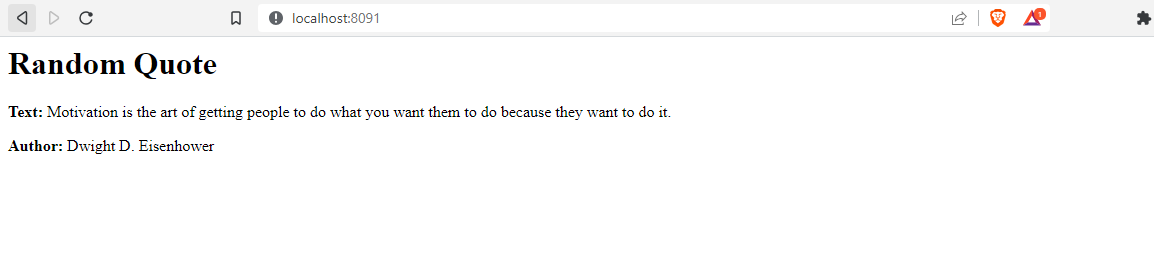 localhost:8091
1
Random Quote
Text: Motivation is the art of getting people to do what you want them to do because they want to do it.
Author: Dwight D. Eisenhower